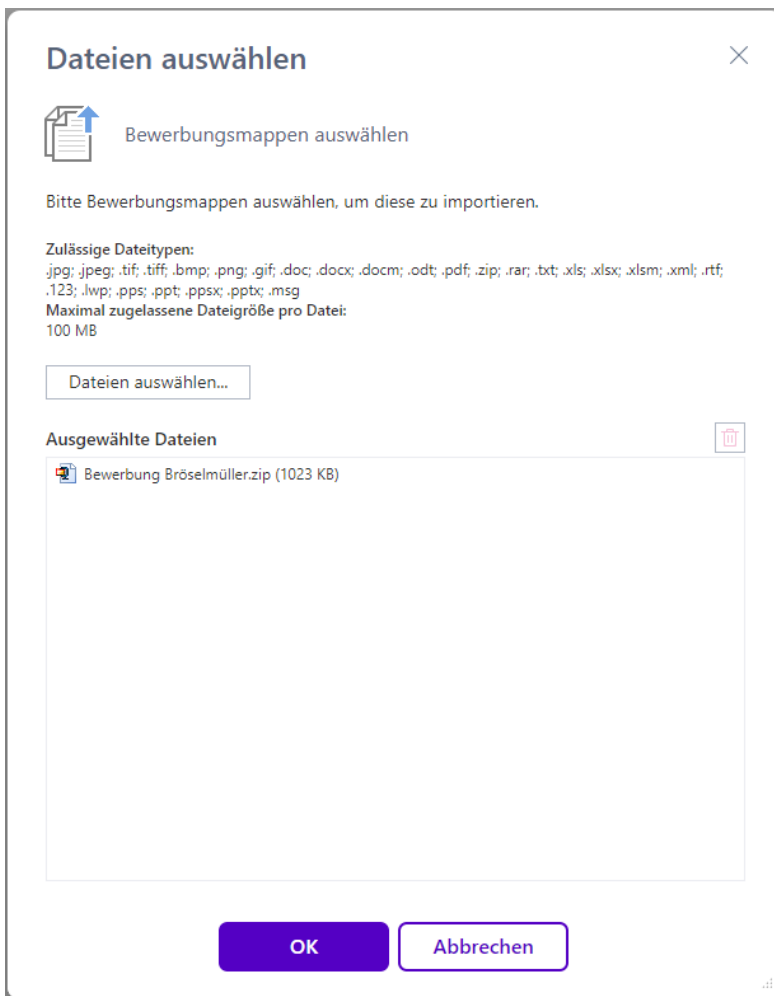 Dateien auswählen
Bewerbungsmappen auswählen
Bitte Bewerbungsmappen auswählen, um diese zu importieren.
Zulässige Dateitypen:
.jpg; .jpeg; .tif; .tiff; .bmp; .png; .gif; .doc; .docx; .docm; .odt; .pdf; .zip; .rar; .txt; .xls; .xlsx; .xlsm; .xml; .rtf;
.123; .lwp; .pps; .ppt; .ppsx; .pptx; .msg
Maximal zugelassene Dateigröße pro Datei:
100 MB
Dateien auswählen...
Ausgewählte Dateien
Bewerbung Bröselmüller.zip (1023 KB)
OK Abbrechen